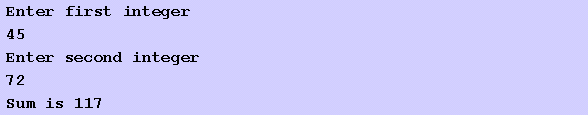 Enter first integer
45
Enter second integer
72
Sum is 117